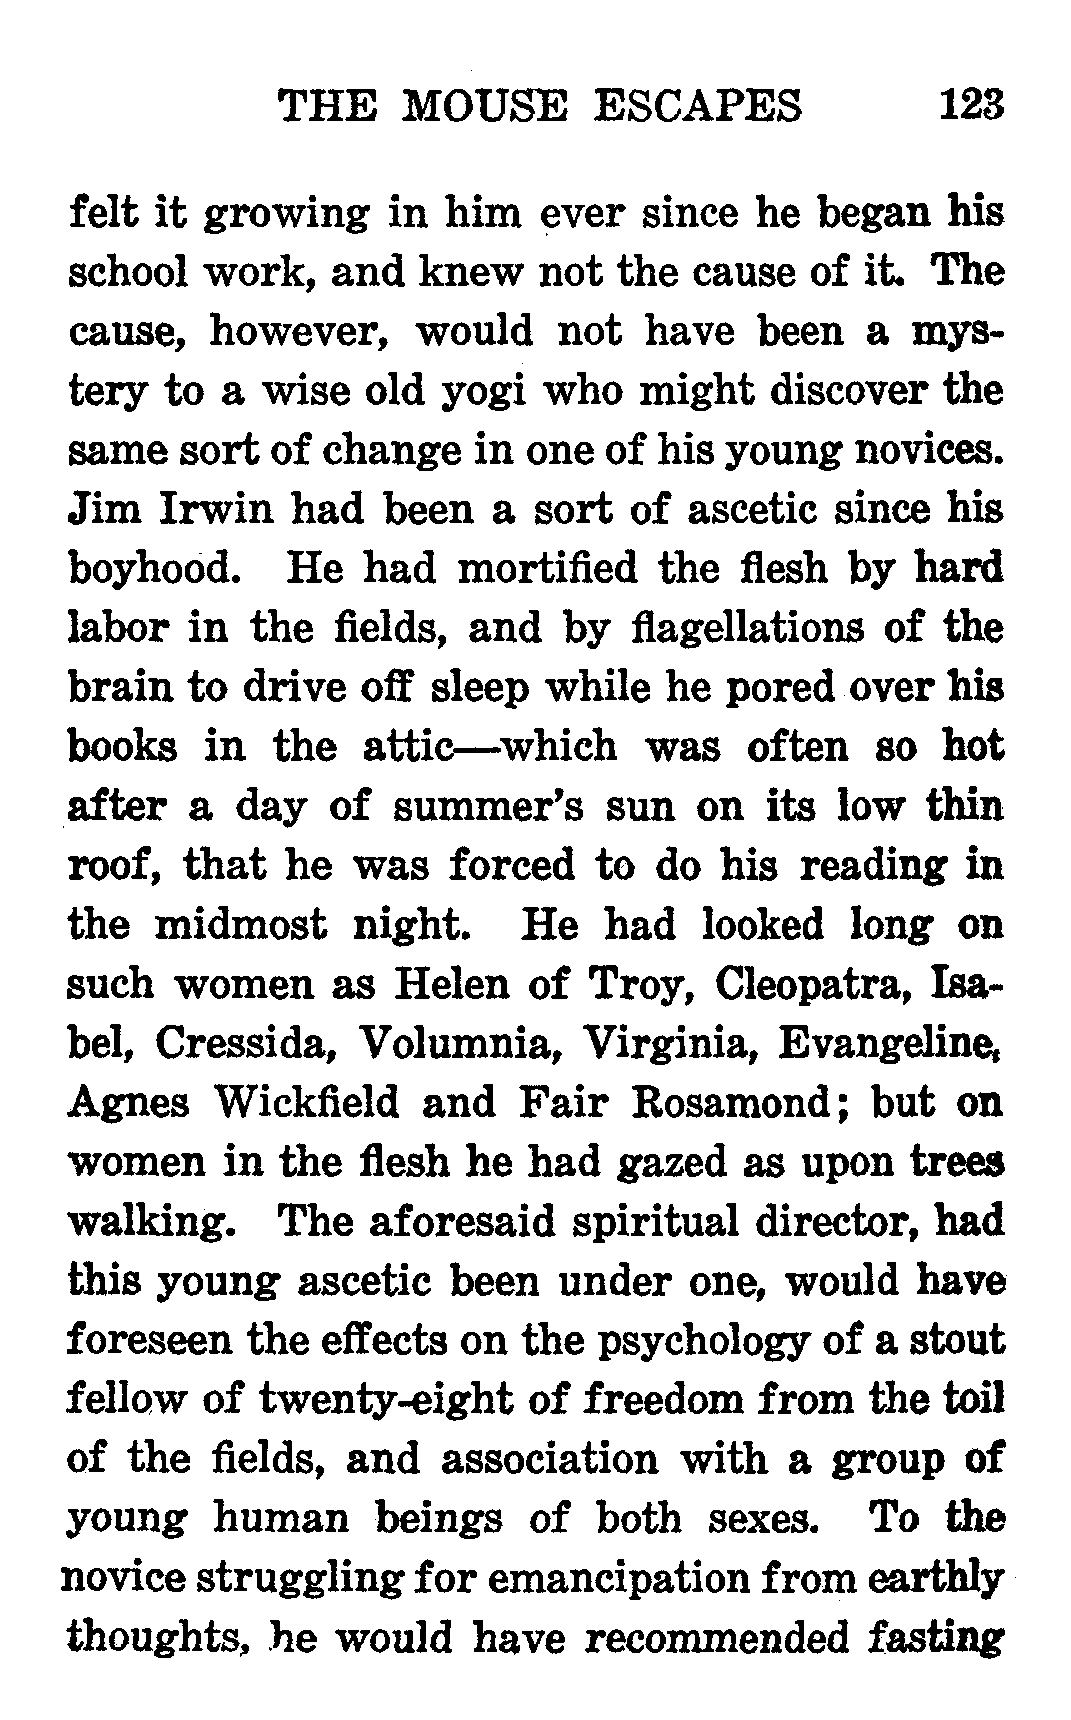 THE MOUSE ESCAPES 123
felt it growing in him ever since he began his
school work, and knew not the cause of it. The
cause, however, would not have been a mys-
tery to a wise old yogi who might discover the
same sort of change in one of his young novices.
Jim Irwin had been a sort of ascetic since his
boyhood. He had mortified the flesh by hard
labor in the fields, and by flagellations of the
brain to drive off sleep while he pored over his
books in the attic—which was often so hot
after a day of summer's sun on its low thin
roof, that he was forced to do his reading in
the midmost night. He had looked long on
such women as Helen of Troy, Cleopatra, Isa-
bel, Cressida, Volumnia, Virginia, Evangeline,
Agnes Wickfield and Fair Rosamond; but on
women in the flesh he had gazed as upon trees
walking. The aforesaid spiritual director, had
this young ascetic been under one, would have
foreseen the effects on the psychology of a stout
fellow of twenty-eight of freedom from the toil
of the fields, and association with a group of
young human beings of both sexes. To the
novice struggling for emancipation from earthly
thoughts, he would have recommended fasting